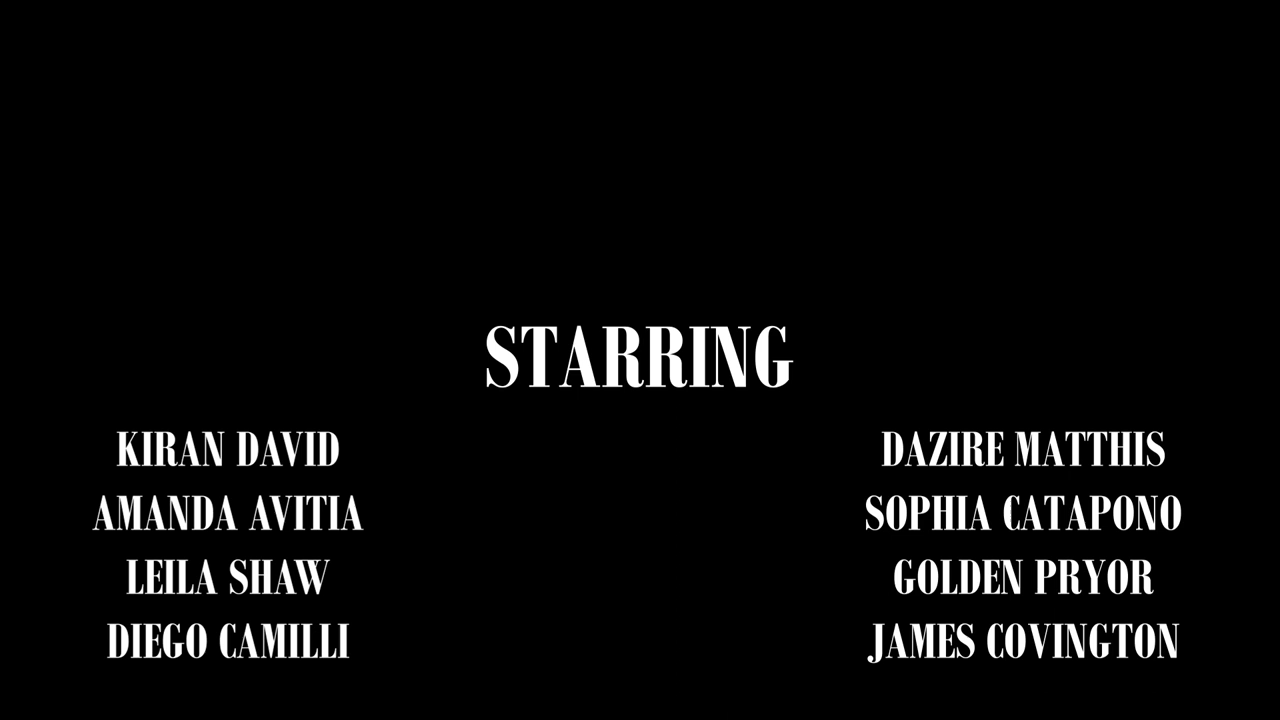 STARRING
KIRAN DAVID
AMANDA AVITIA
LEILA SHAW
DIEGO CAMILLI
DAZIRE MATTHIS
SOPHIA CATAPONO
GOLDEN PRYOR
JAMES COVINGTON